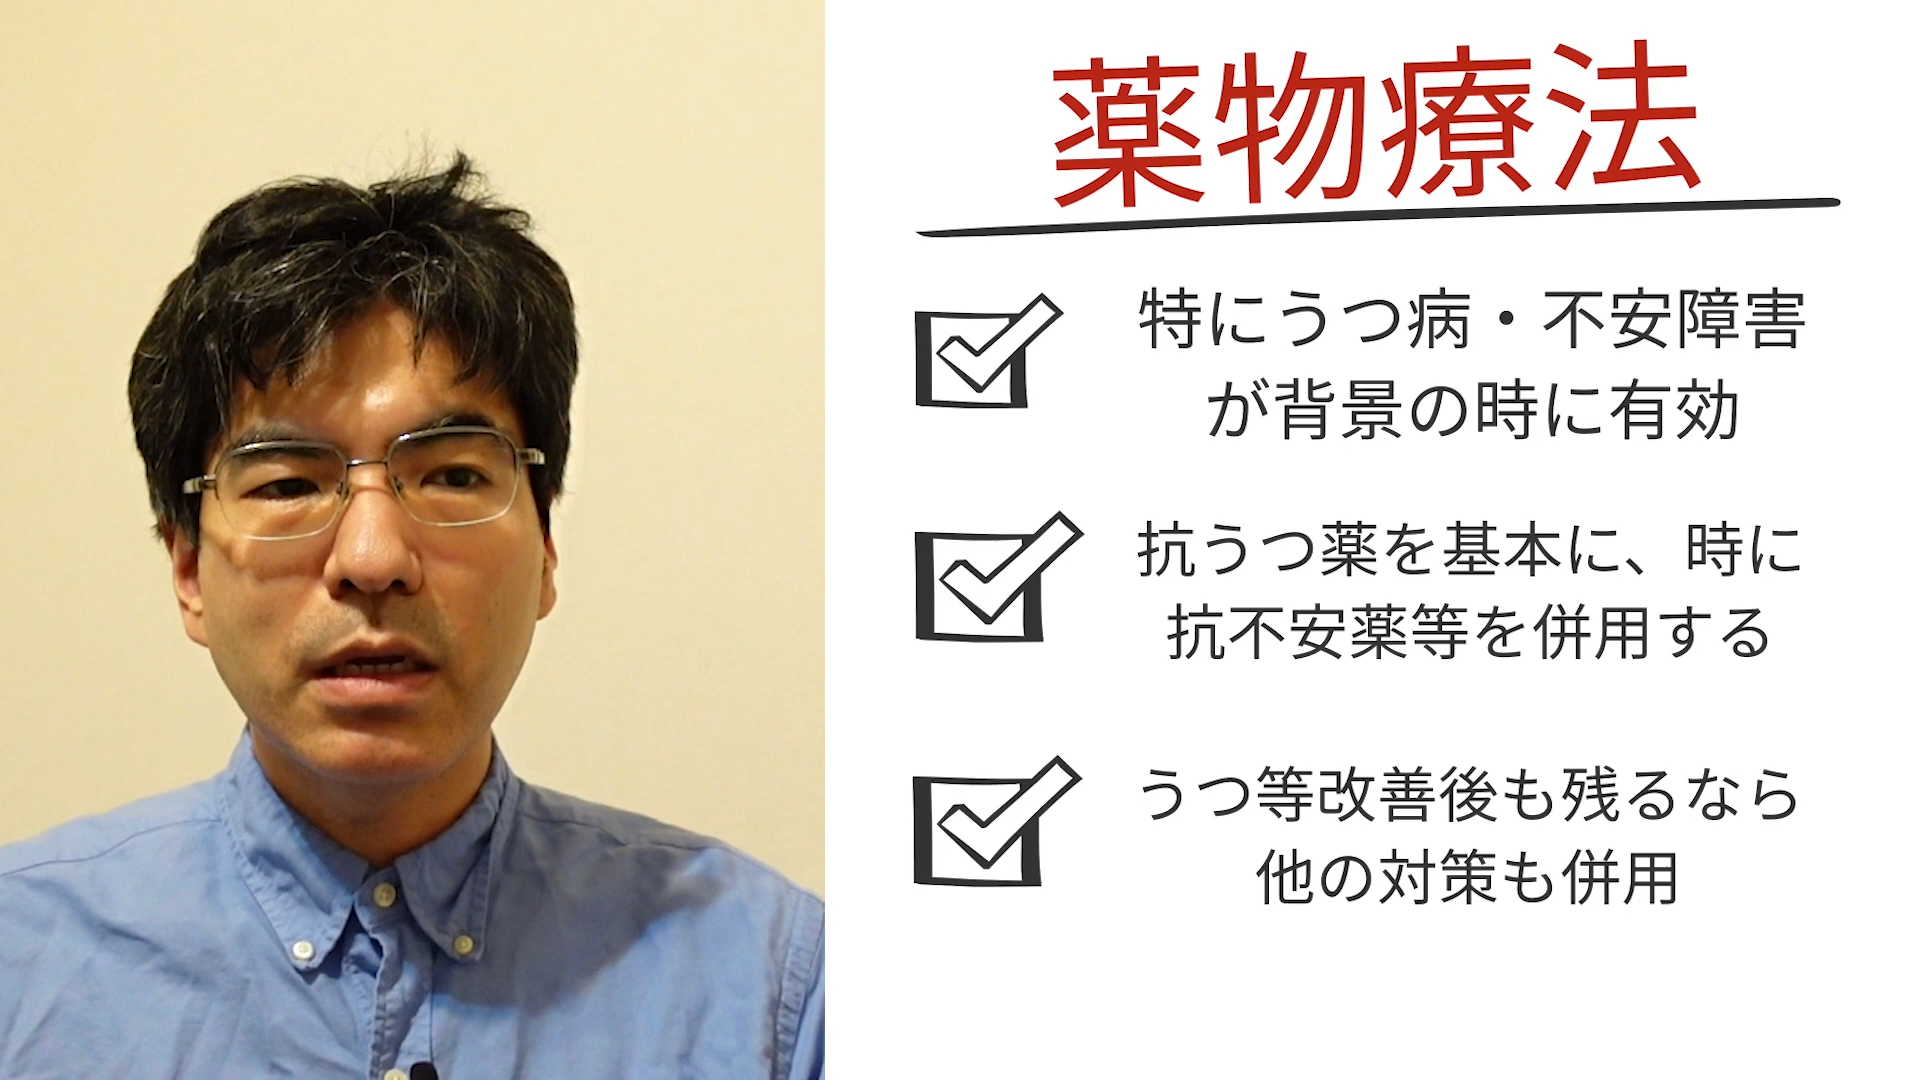 薬物療法
特にうつ病・不安障害
が背景の時に有効
抗うつ薬を基本に、時に
抗不安薬等を併用する
うつ等改善後も残るなら
他の対策も併用